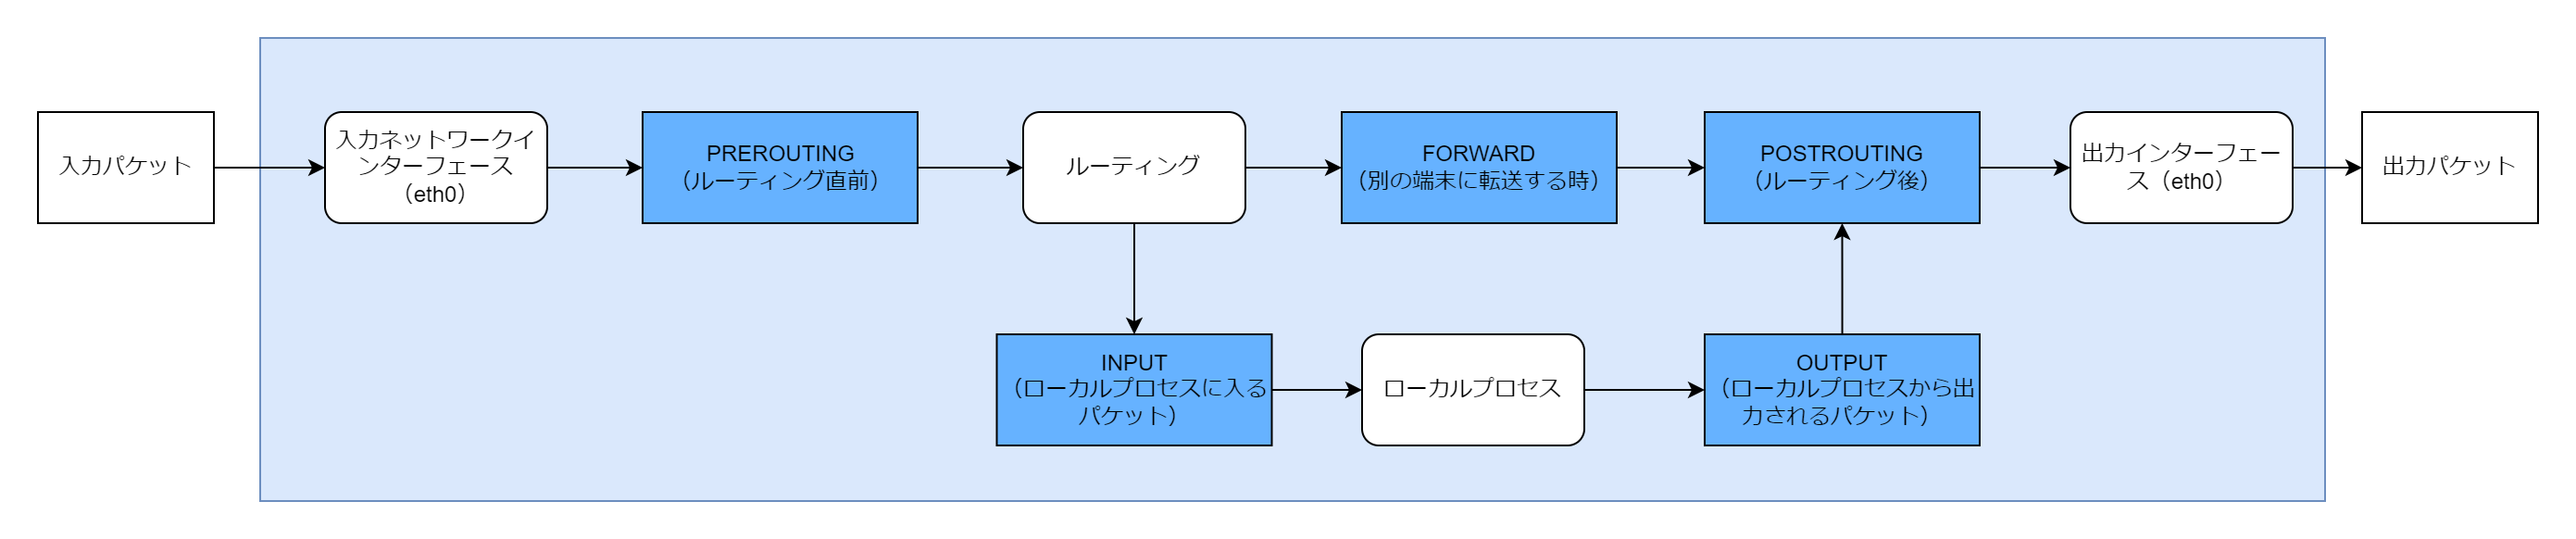 入力パケット
入力ネットワークイ
ンターフェース
（eth0）
PREROUTING
（ルーティング直前）
ルーティング
FORWARD
（別の端末に転送する時）
POSTROUTING
（ルーティング後）
出力インターフェー
ス（eth0）
出力パケット
INPUT
（ローカルプロセスに入る
パケット）
ローカルプロセス
OUTPUT
（ローカルプロセスから出
力されるパケット）